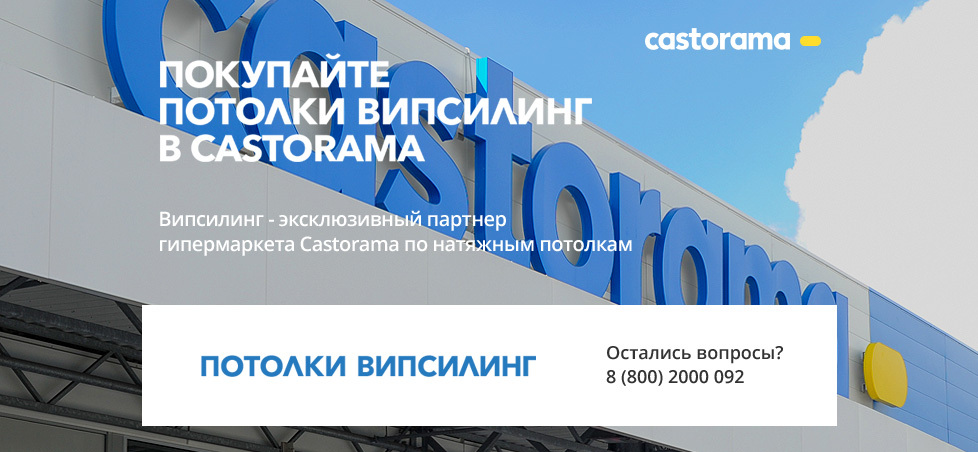 castorama
ПОКУПАЙТЕ
ПОТОЛКИ ВИПСИЛИНГ
В CASTORAMA
Випсилинг - эксклюзивный партнер
гипермаркета Castorama по натяжным потолкам
castorama
ПОТОЛКИ ВИПСИЛИНГ
Остались вопросы?
8 (800) 2000 092